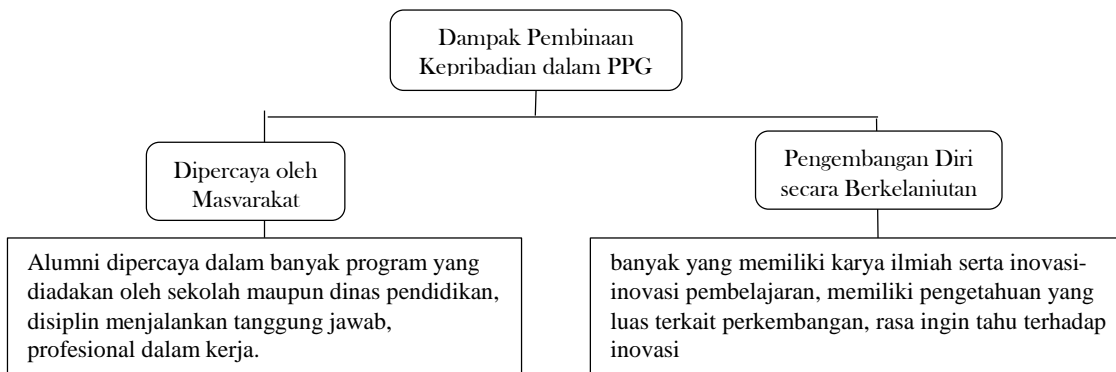 Dampak Pembinaan
Kepribadian dalam PPG
Dipercaya oleh
Masyarakat
Pengembangan Diri
secara Berkelanjutan
Alumni dipercaya dalam banyak program yang
diadakan oleh sekolah maupun dinas pendidikan,
disiplin menjalankan tanggung jawab,
profesional dalam kerja.
banyak yang memiliki karya ilmiah serta inovasi-
inovasi pembelajaran, memiliki pengetahuan yang
luas terkait perkembangan, rasa ingin tahu terhadap
inovasi